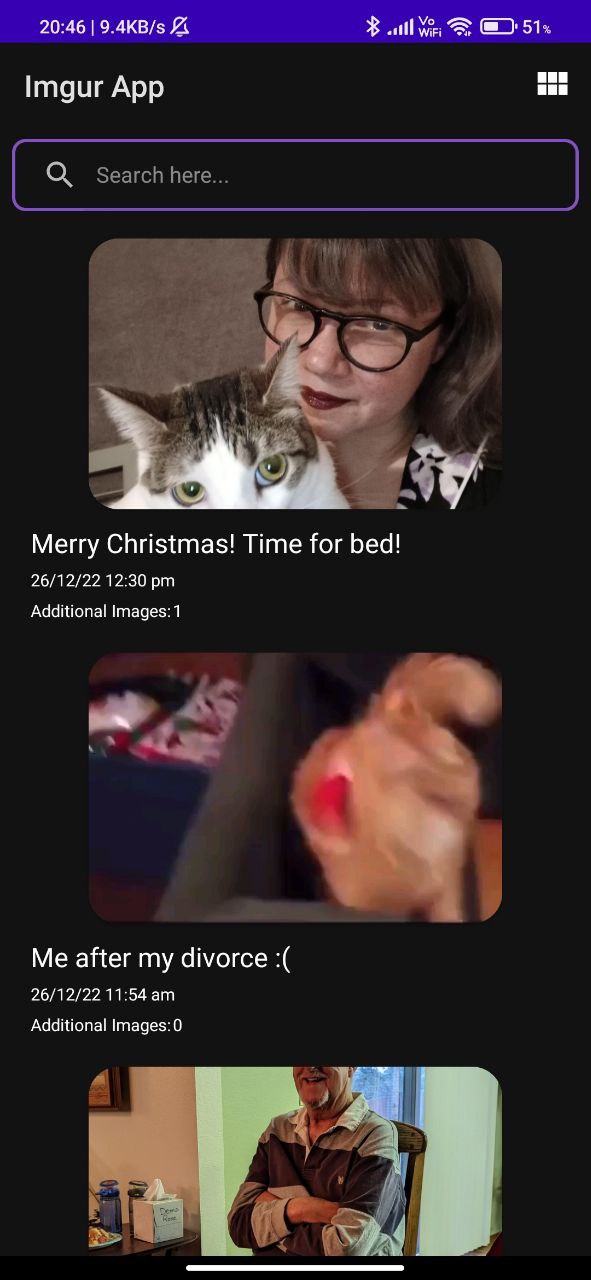 20:46 | 9.4KB/s Vo WiFi 51%
Imgur App
Search here...
Merry Christmas! Time for bed!
26/12/22 12:30 pm
Additional Images: 1
Me after my divorce :(
26/12/22 11:54 am
Additional Images: 0